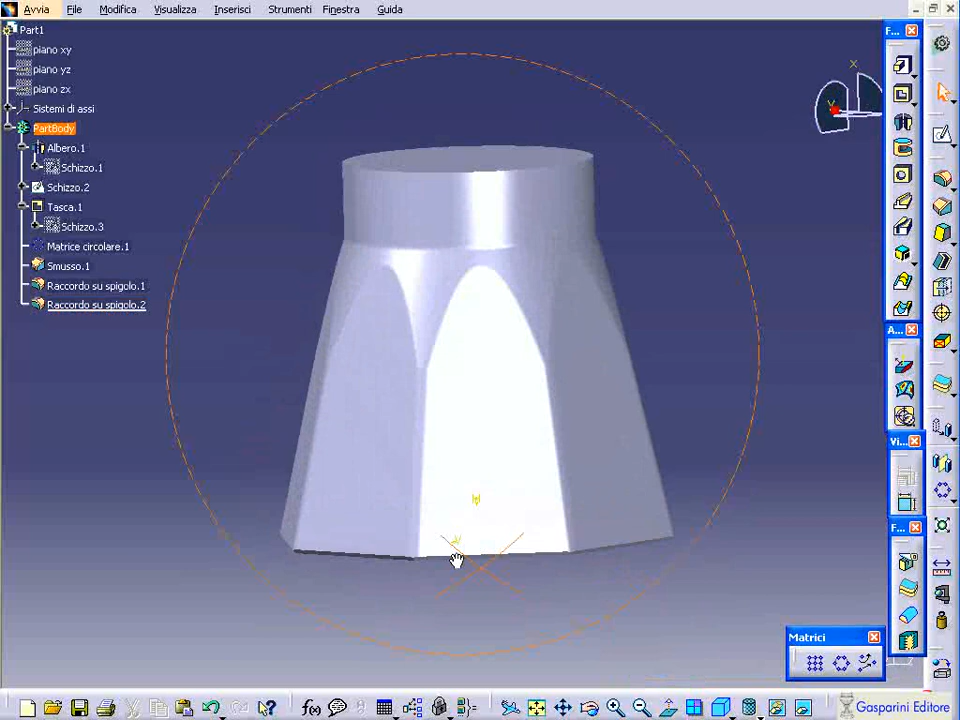 Avvia File Modifica Visualizza Inserisci Strumenti Finestra Guida
Part1
piano xy
piano yz
piano zx
Sistemi di assi
PartBody
Albero.1
Schizzo.1
Schizzo.2
Tasca.1
Schizzo.3
Matrice circolare.1
Smusso.1
Raccordo su spigolo.1
Raccordo su spigolo.2
F...
X
A...
Vi...
F...
H
Matrici
f(x)
Gasparini Editore